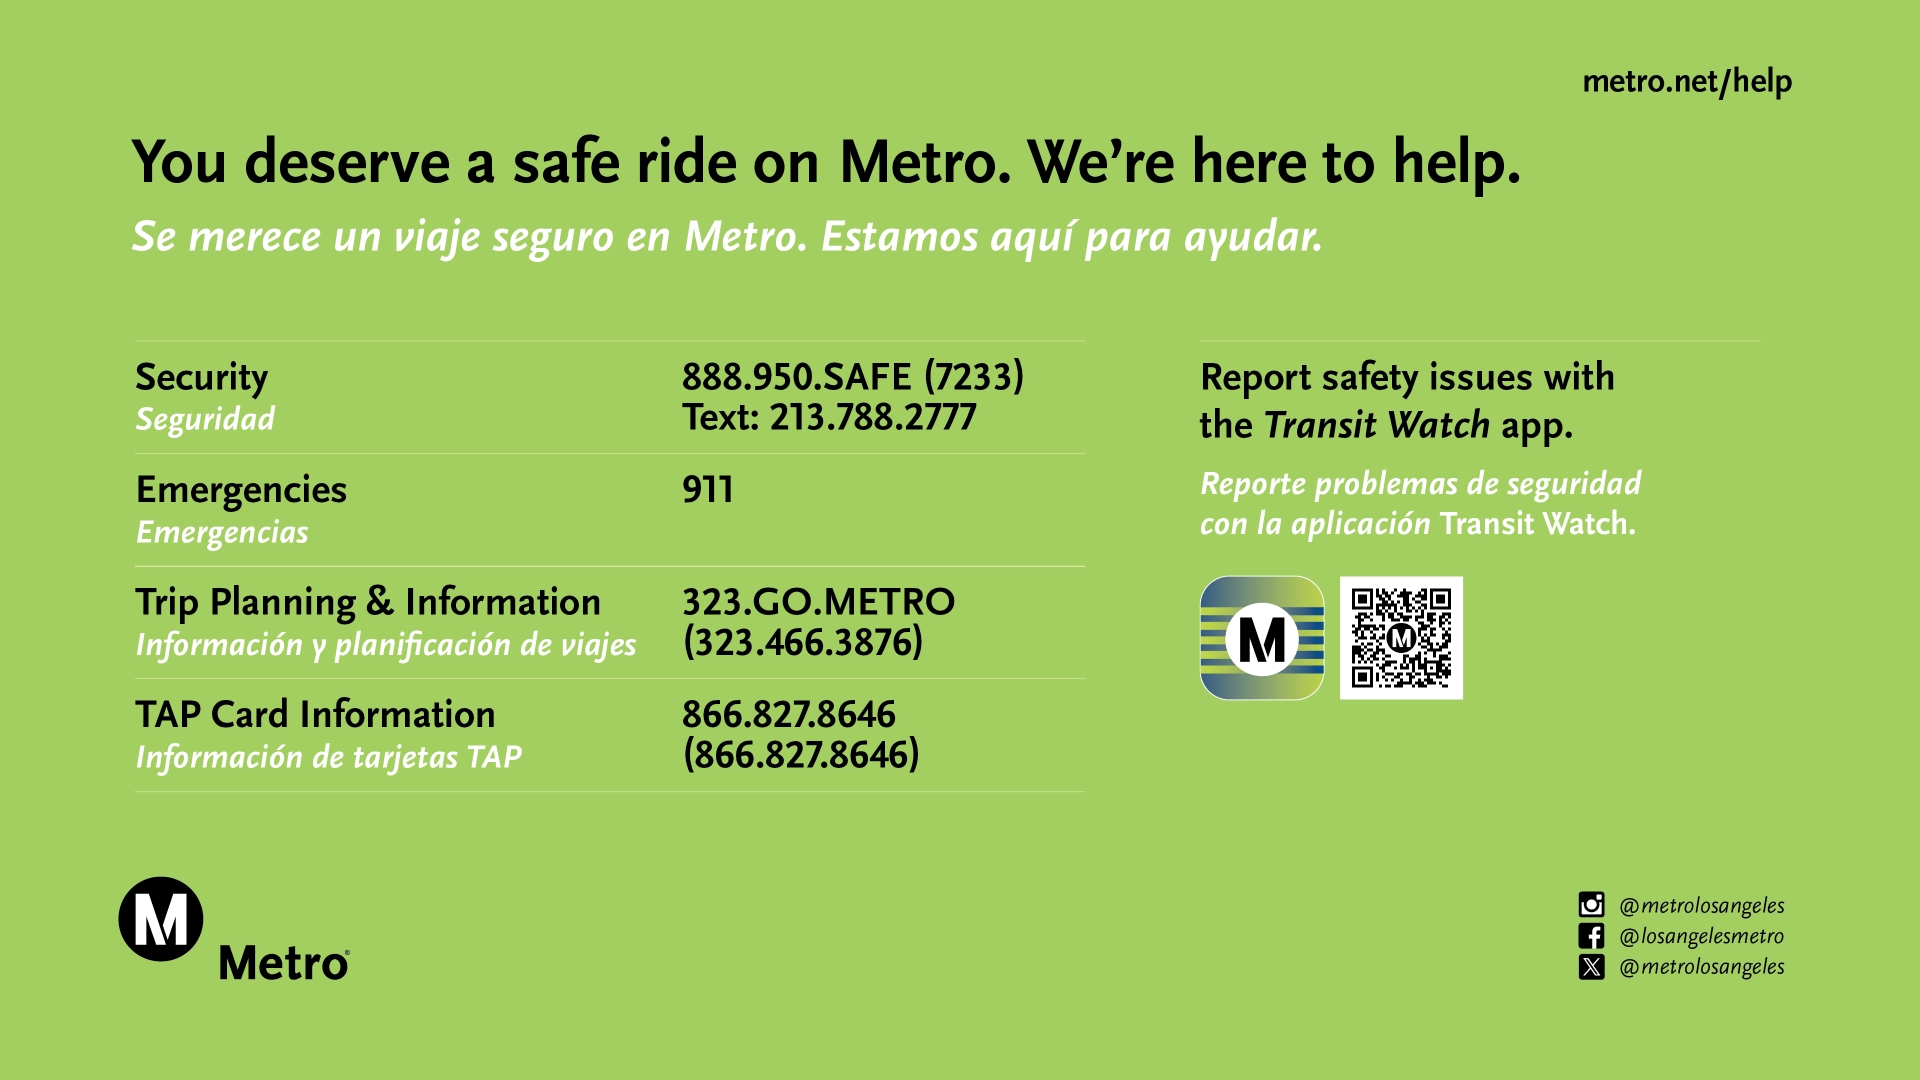 metro.net/help
You deserve a safe ride on Metro. We’re here to help.
Se merece un viaje seguro en Metro. Estamos aquí para ayudar.
Security
Seguridad
888.950.SAFE (7233)
Text: 213.788.2777
Emergencies
Emergencias
911
Trip Planning & Information
Información y planificación de viajes
323.GO.METRO
(323.466.3876)
TAP Card Information
Información de tarjetas TAP
866.827.8646
(866.827.8646)
Report safety issues with
the Transit Watch app.
Reporte problemas de seguridad
con la aplicación Transit Watch.
M
M
M
Metro®
@metrolosangeles
@losangelesmetro
@metrolosangeles